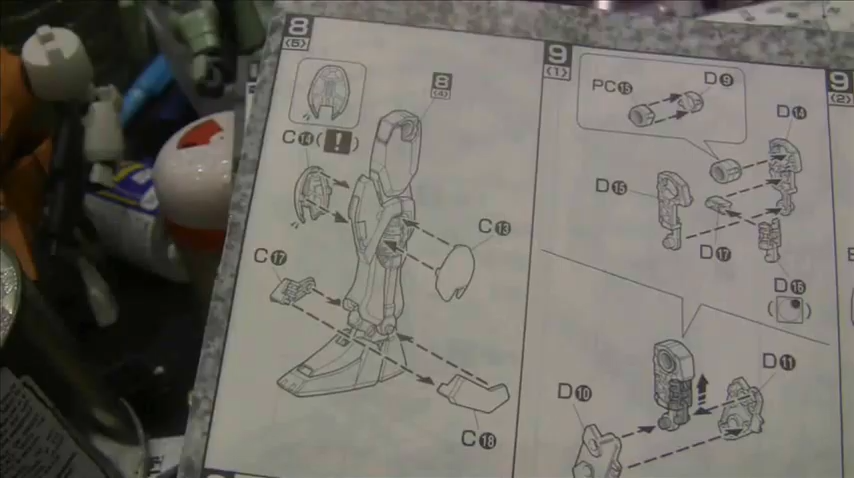 8
(5)
8
(4)
C14(!)
C13
C17
C18
9
(1)
PC15
D9
D14
D15
D17
D16
D10
D11
9
(2)